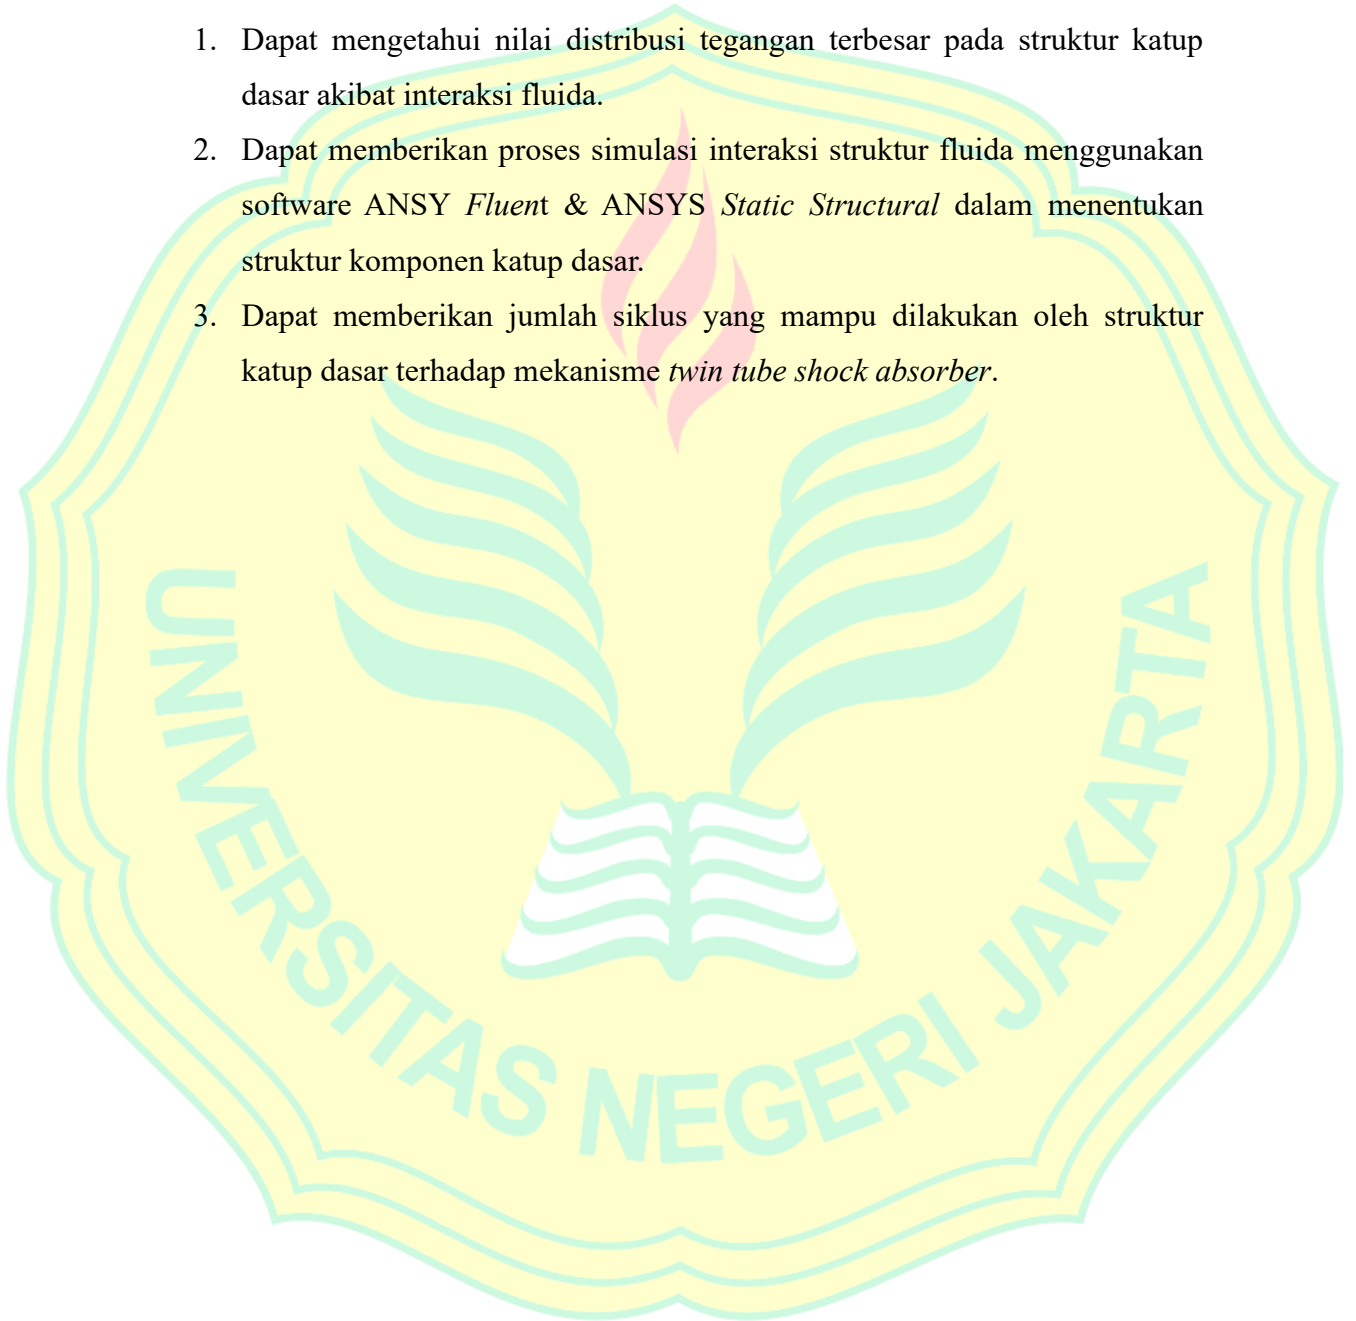 1. Dapat mengetahui nilai distribusi tegangan terbesar pada struktur katup
dasar akibat interaksi fluida.
2. Dapat memberikan proses simulasi interaksi struktur fluida menggunakan
software ANSY Fluent & ANSYS Static Structural dalam menentukan
struktur komponen katup dasar.
3. Dapat memberikan jumlah siklus yang mampu dilakukan oleh struktur
katup dasar terhadap mekanisme twin tube shock absorber.
UNIVERSITAS NEGERI JAKARTA